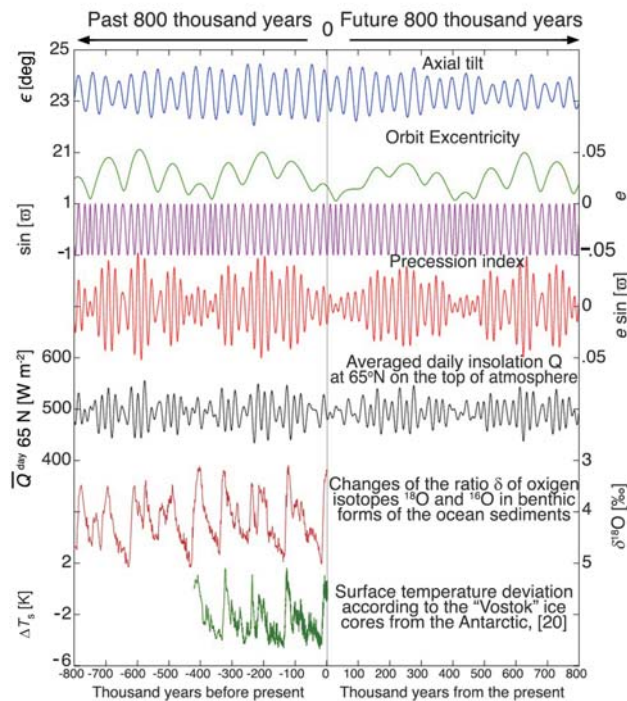 Past 800 thousand years
0
Future 800 thousand years
25
ϵ [deg]
23
Axial tilt
21
Orbit Excentricity
.05
e
0
1
sin [ϖ]
-1
-.05
Precession index
0
e sin [ϖ]
.05
600
Averaged daily insolation Q
at 65°N on the top of atmosphere
500
Q̅ day 65 N [W m-2]
400
3
Changes of the ratio δ of oxygen
isotopes ¹⁸O and ¹⁶O in benthic
forms of the ocean sediments
4
δ¹⁸O [‰]
5
2
ΔTs [K]
-2
Surface temperature deviation
according to the “Vostok” ice
cores from the Antarctic, [20]
-6
-800 -700 -600 -500 -400 -300 -200 -100 0 100 200 300 400 500 600 700 800
Thousand years before present
Thousand years from the present